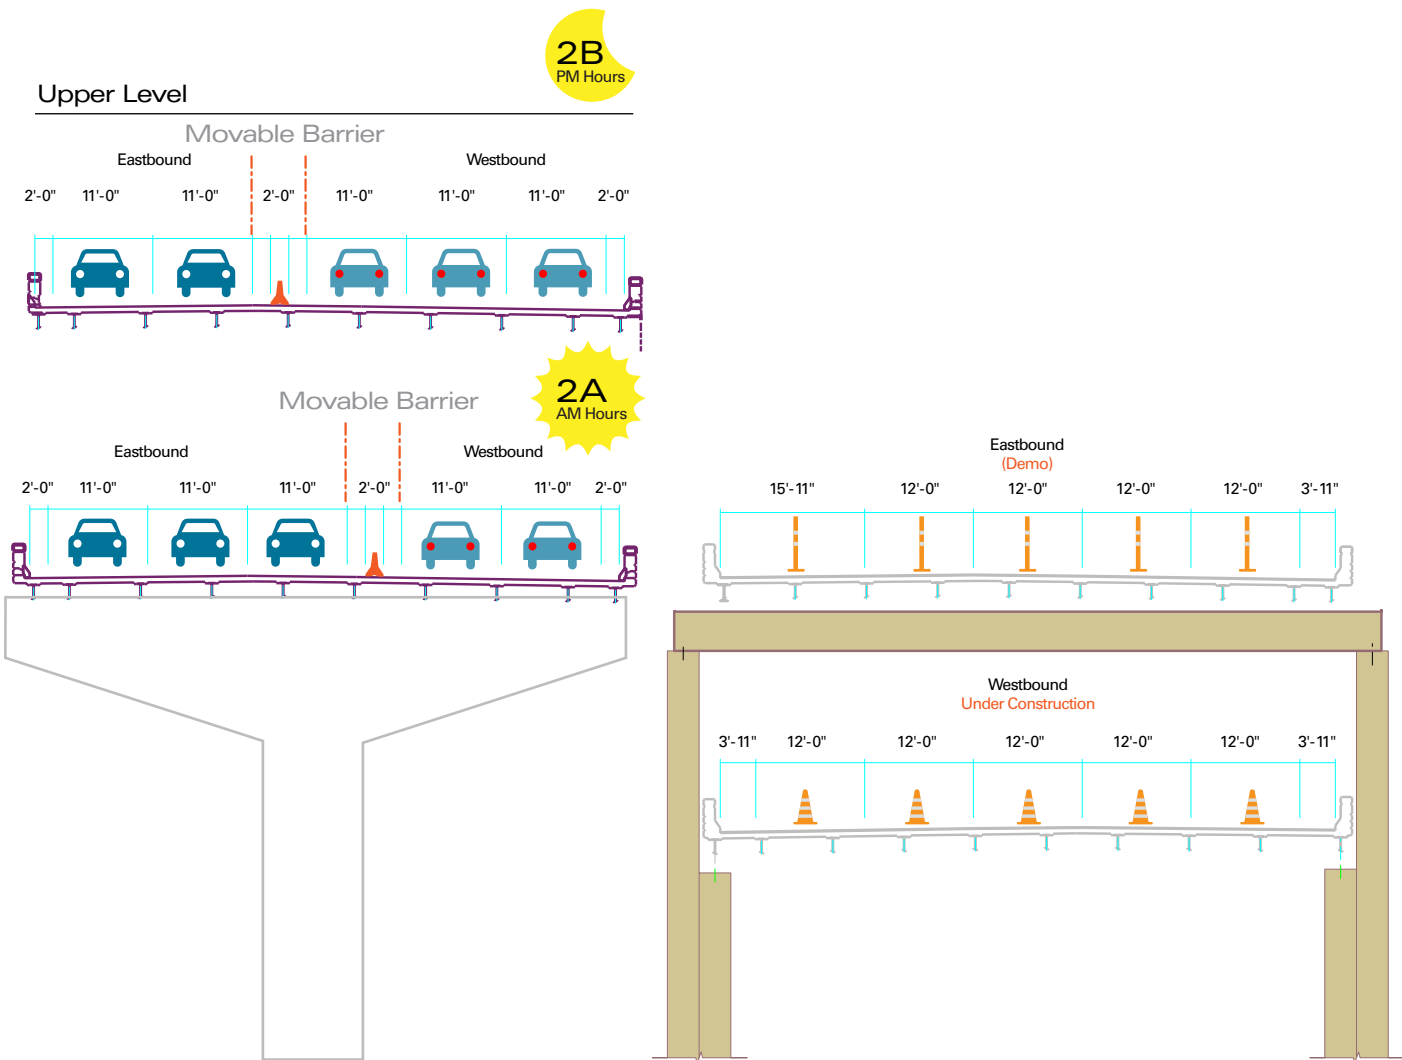 2B
PM Hours
Upper Level
Movable Barrier
Eastbound
Westbound
2'-0" 11'-0" 11'-0" 2'-0" 11'-0" 11'-0" 11'-0" 2'-0"
2A
AM Hours
Movable Barrier
Eastbound
Westbound
2'-0" 11'-0" 11'-0" 11'-0" 2'-0" 11'-0" 11'-0" 2'-0"
Eastbound
(Demo)
15'-11" 12'-0" 12'-0" 12'-0" 12'-0" 3'-11"
Westbound
Under Construction
3'-11" 12'-0" 12'-0" 12'-0" 12'-0" 12'-0" 3'-11"